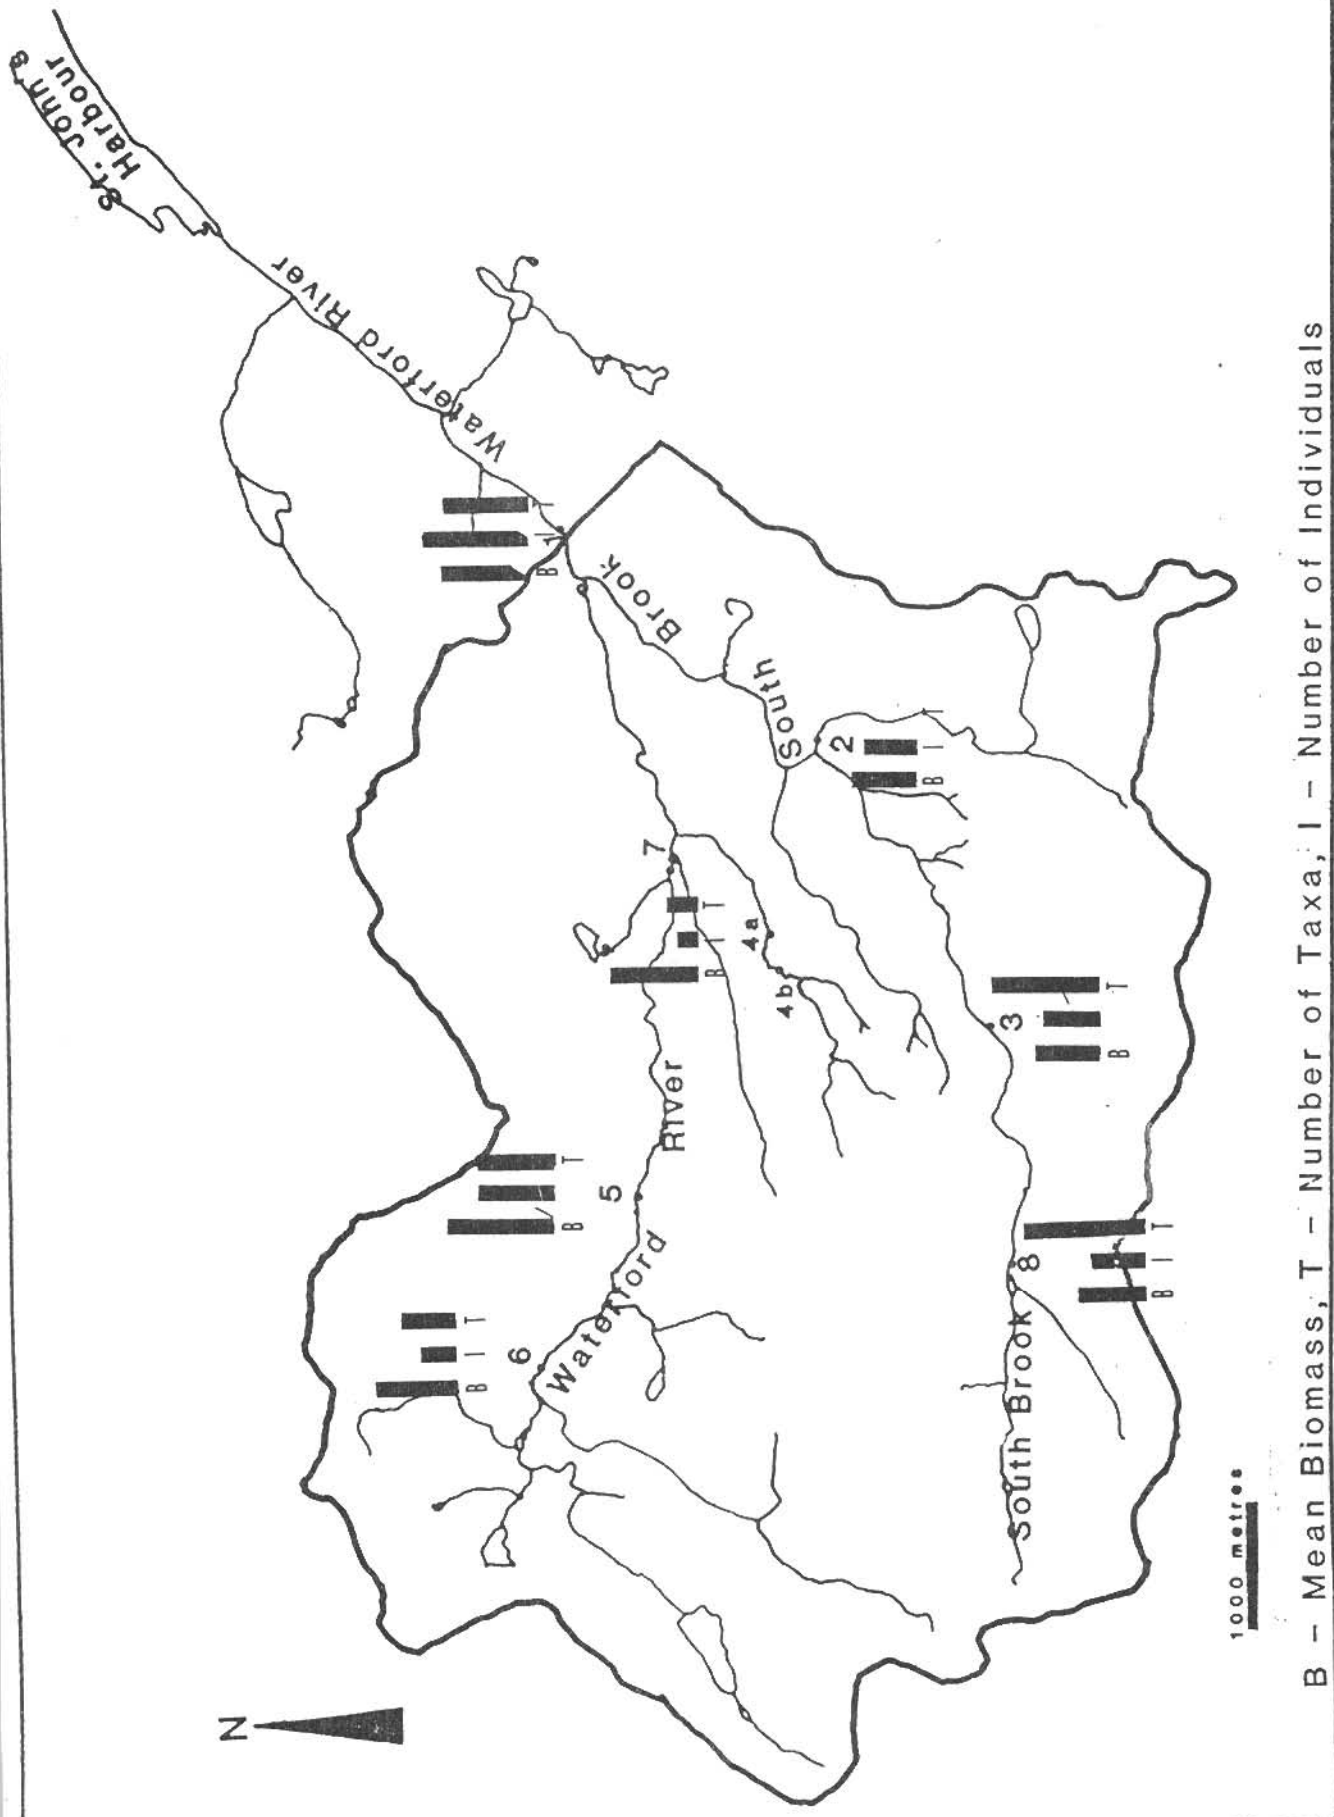 N
St. John's
Harbour
Waterford River
T
I
B
1
Brook
South
2
T
I
B
7
T
I
B
4a
4b
3
T
I
B
River
Waterford
5
T
B
6
T
I
B
8
T
I
B
South Brook
1000 metres
B – Mean Biomass, T – Number of Taxa, I – Number of Individuals